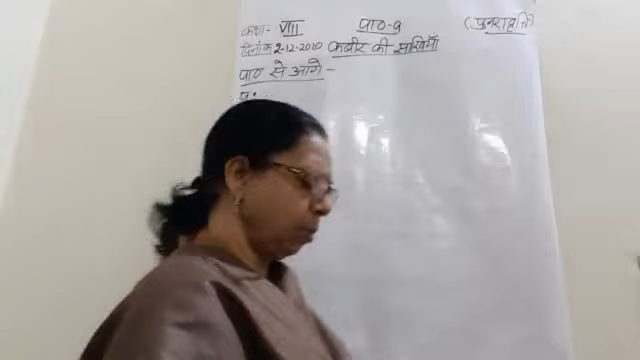 कक्षा- VIII पाठ-9 (पुनरावृत्ति)
दिनांक 2-12-2020 कबीर की साखियाँ
पाठ से आगे –
प्र॰